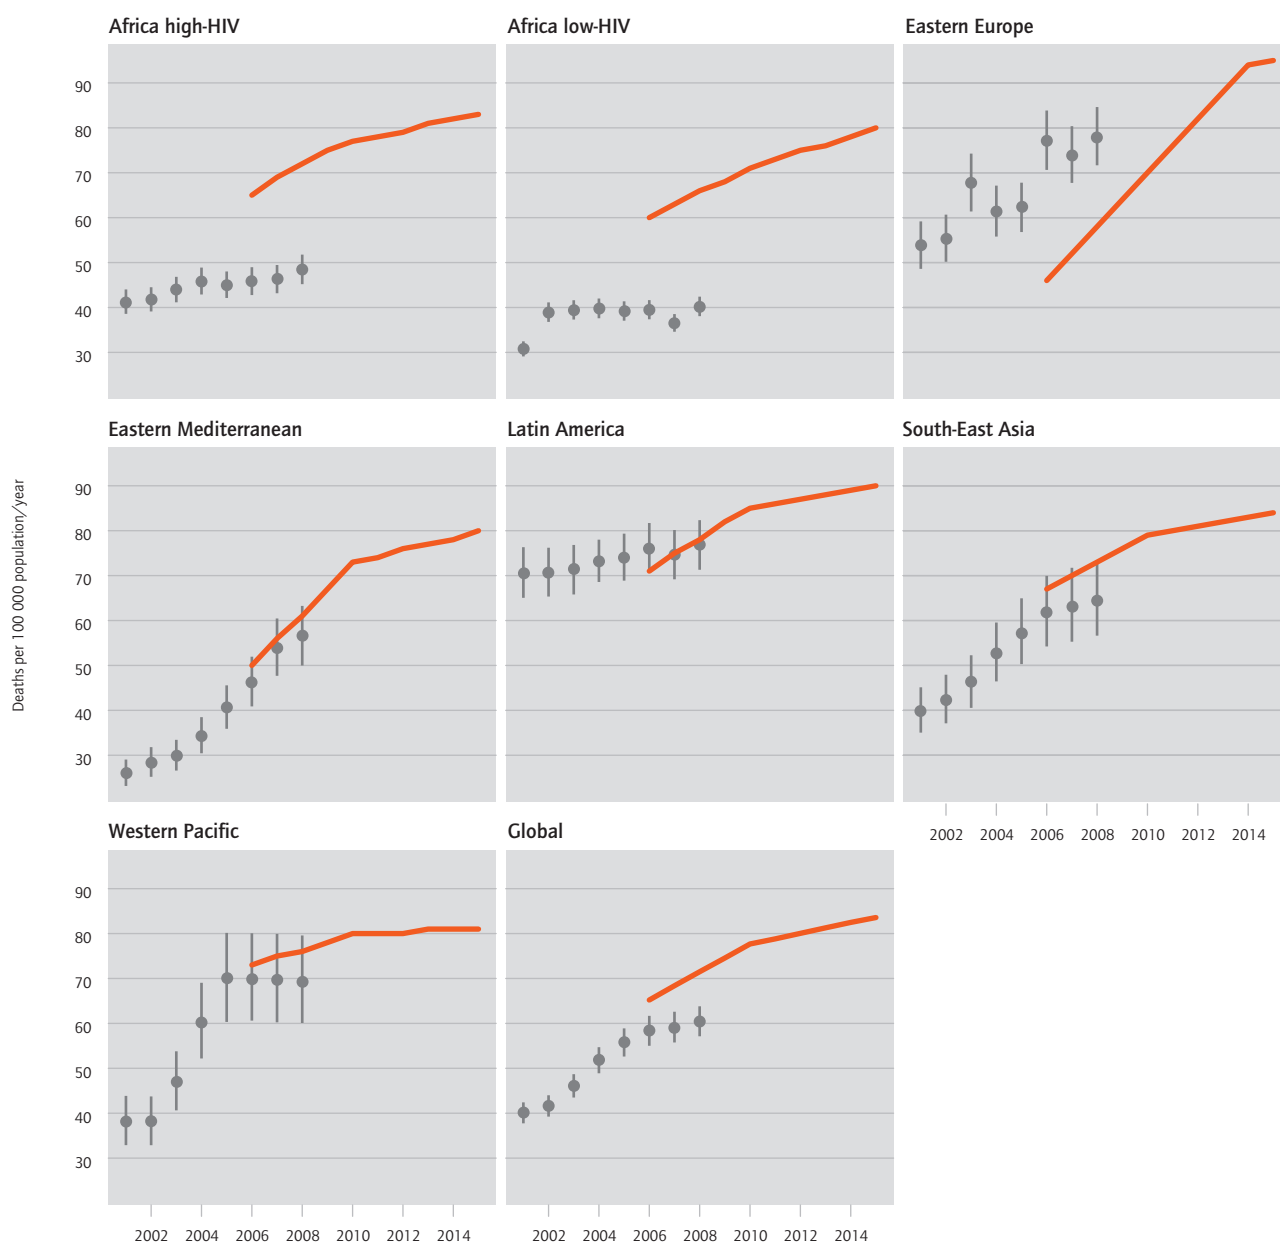 Africa high-HIV
Africa low-HIV
Eastern Europe
90
80
70
60
50
40
30
Eastern Mediterranean
Latin America
South-East Asia
Deaths per 100 000 population/year
90
80
70
60
50
40
30
2002 2004 2006 2008 2010 2012 2014
Western Pacific
Global
90
80
70
60
50
40
30
2002 2004 2006 2008 2010 2012 2014
2002 2004 2006 2008 2010 2012 2014